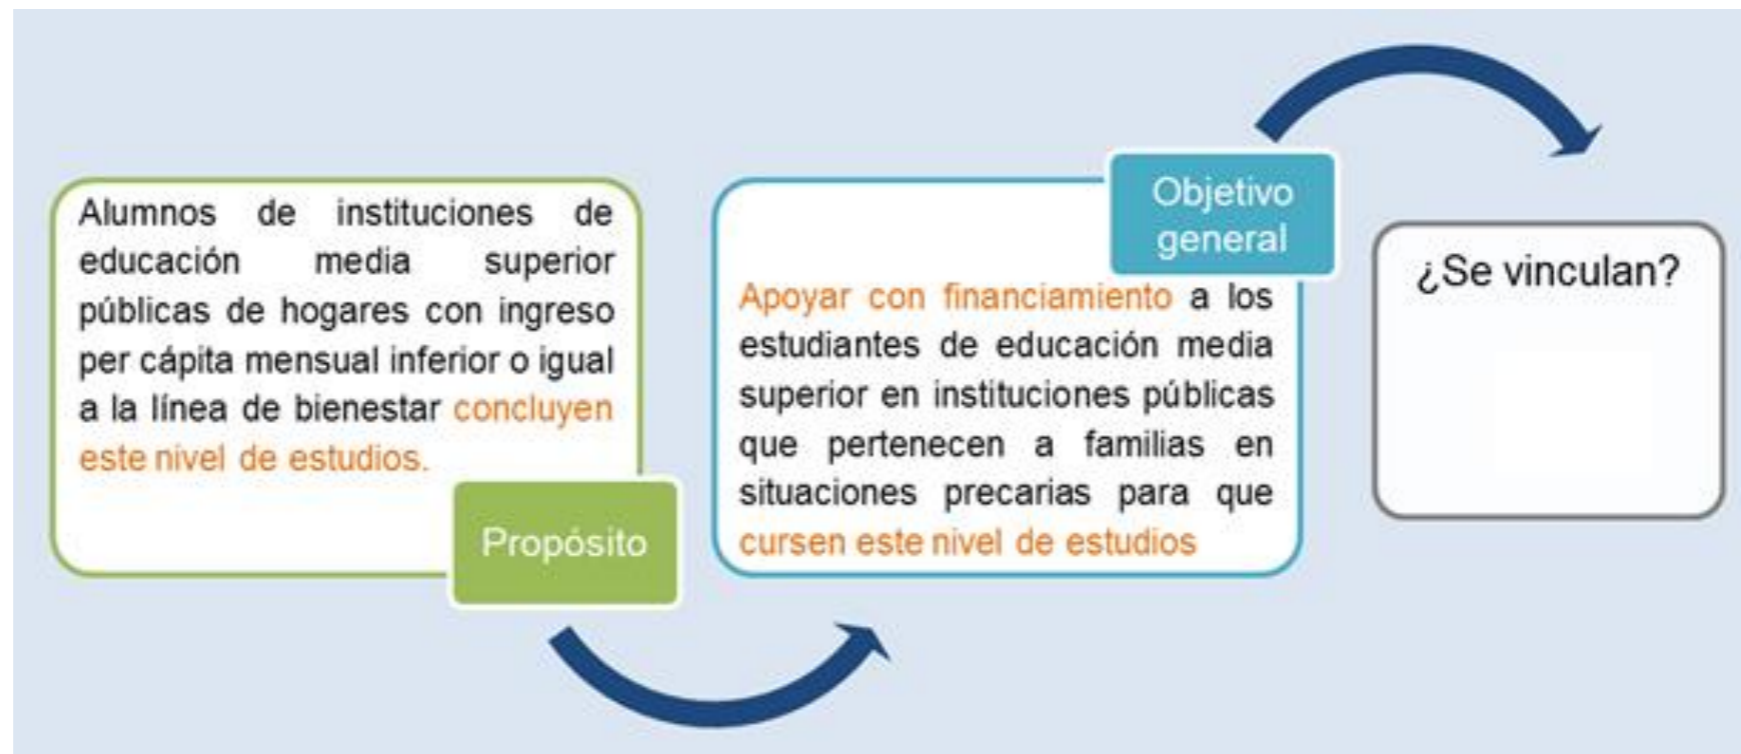 Alumnos de instituciones de
educación media superior
públicas de hogares con ingreso
per cápita mensual inferior o igual
a la línea de bienestar concluyen
este nivel de estudios.
Propósito
Objetivo
general
Apoyar con financiamiento a los
estudiantes de educación media
superior en instituciones públicas
que pertenecen a familias en
situaciones precarias para que
cursen este nivel de estudios
¿Se vinculan?